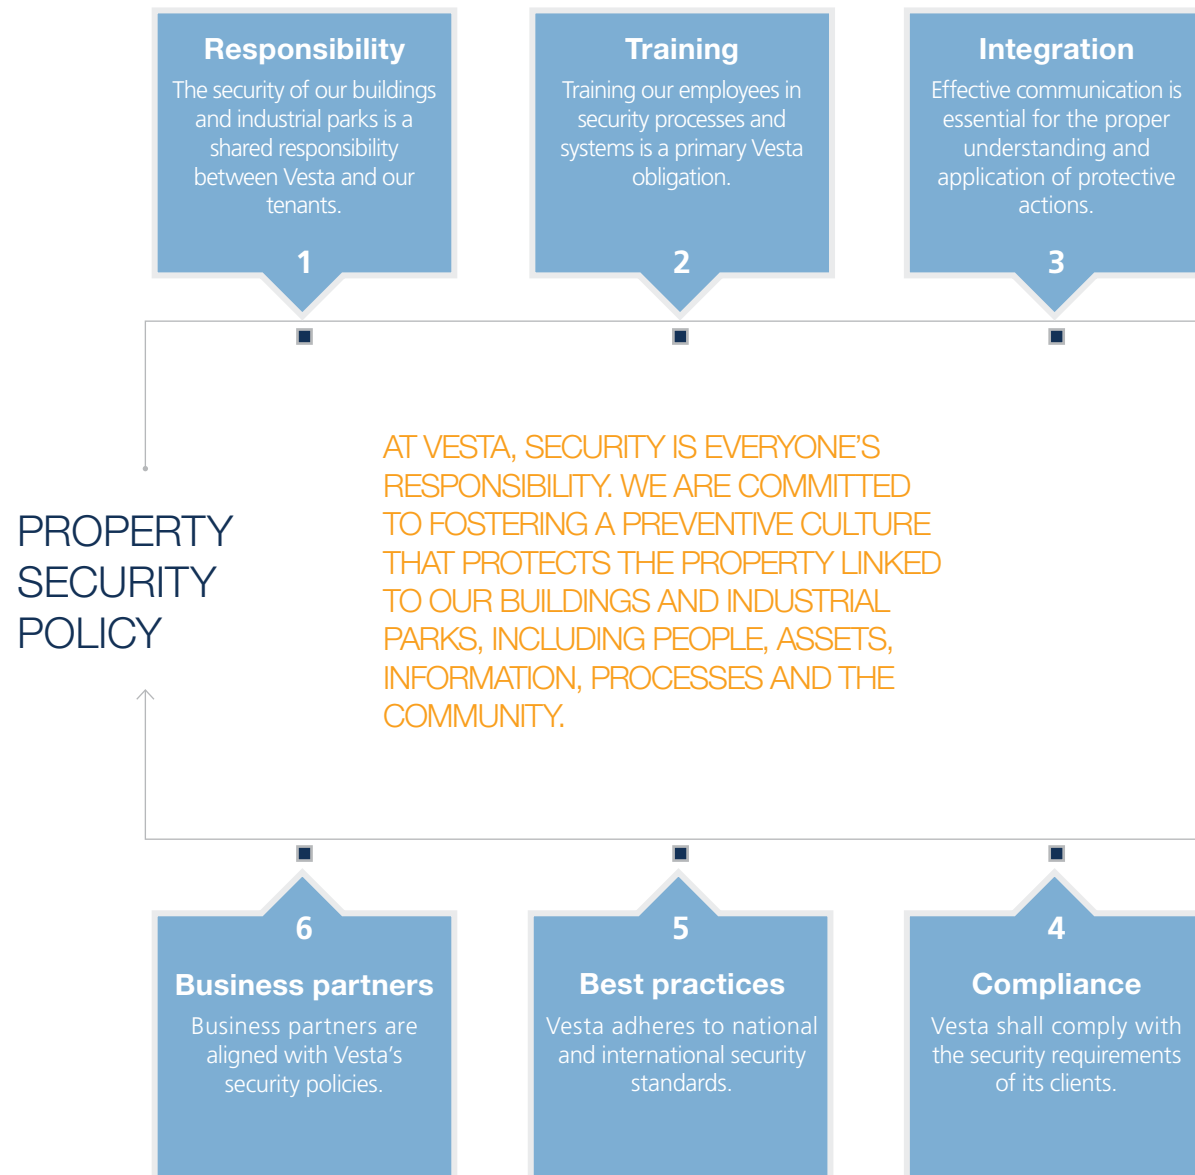 Responsibility
The security of our buildings
and industrial parks is a
shared responsibility
between Vesta and our
tenants.
1
Training
Training our employees in
security processes and
systems is a primary Vesta
obligation.
2
Integration
Effective communication is
essential for the proper
understanding and
application of protective
actions.
3
PROPERTY
SECURITY
POLICY
AT VESTA, SECURITY IS EVERYONE’S
RESPONSIBILITY. WE ARE COMMITTED
TO FOSTERING A PREVENTIVE CULTURE
THAT PROTECTS THE PROPERTY LINKED
TO OUR BUILDINGS AND INDUSTRIAL
PARKS, INCLUDING PEOPLE, ASSETS,
INFORMATION, PROCESSES AND THE
COMMUNITY.
4
Compliance
Vesta shall comply with
the security requirements
of its clients.
5
Best practices
Vesta adheres to national
and international security
standards.
6
Business partners
Business partners are
aligned with Vesta’s
security policies.